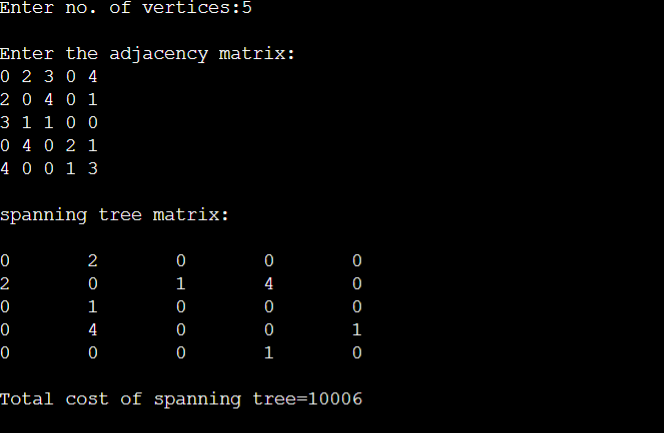 Enter no. of vertices:5
Enter the adjacency matrix:
0 2 3 0 4
2 0 4 0 1
3 1 1 0 0
0 4 0 2 1
4 0 0 1 3
spanning tree matrix:
0 2 0 0 0
2 0 1 4 0
0 1 0 0 0
0 4 0 0 1
0 0 0 1 0
Total cost of spanning tree=10006